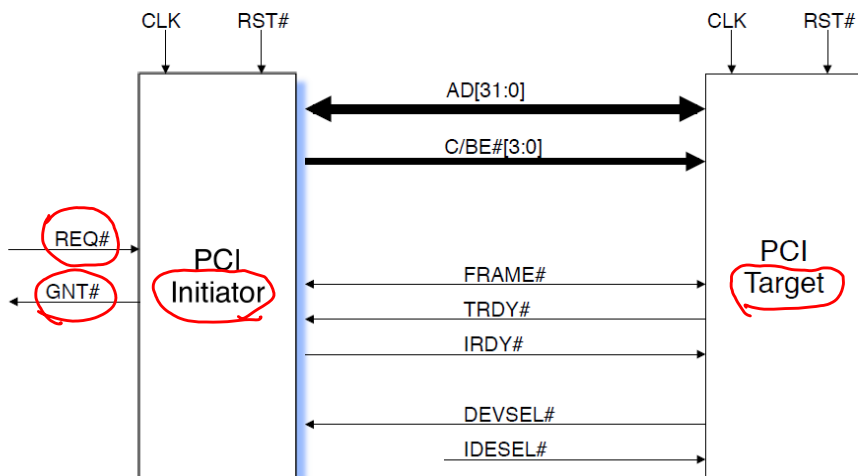 CLK RST# CLK RST#
AD[31:0]
C/BE#[3:0]
REQ#
PCI
Initiator
GNT#
PCI
Target
FRAME#
TRDY#
IRDY#
DEVSEL#
IDESEL#